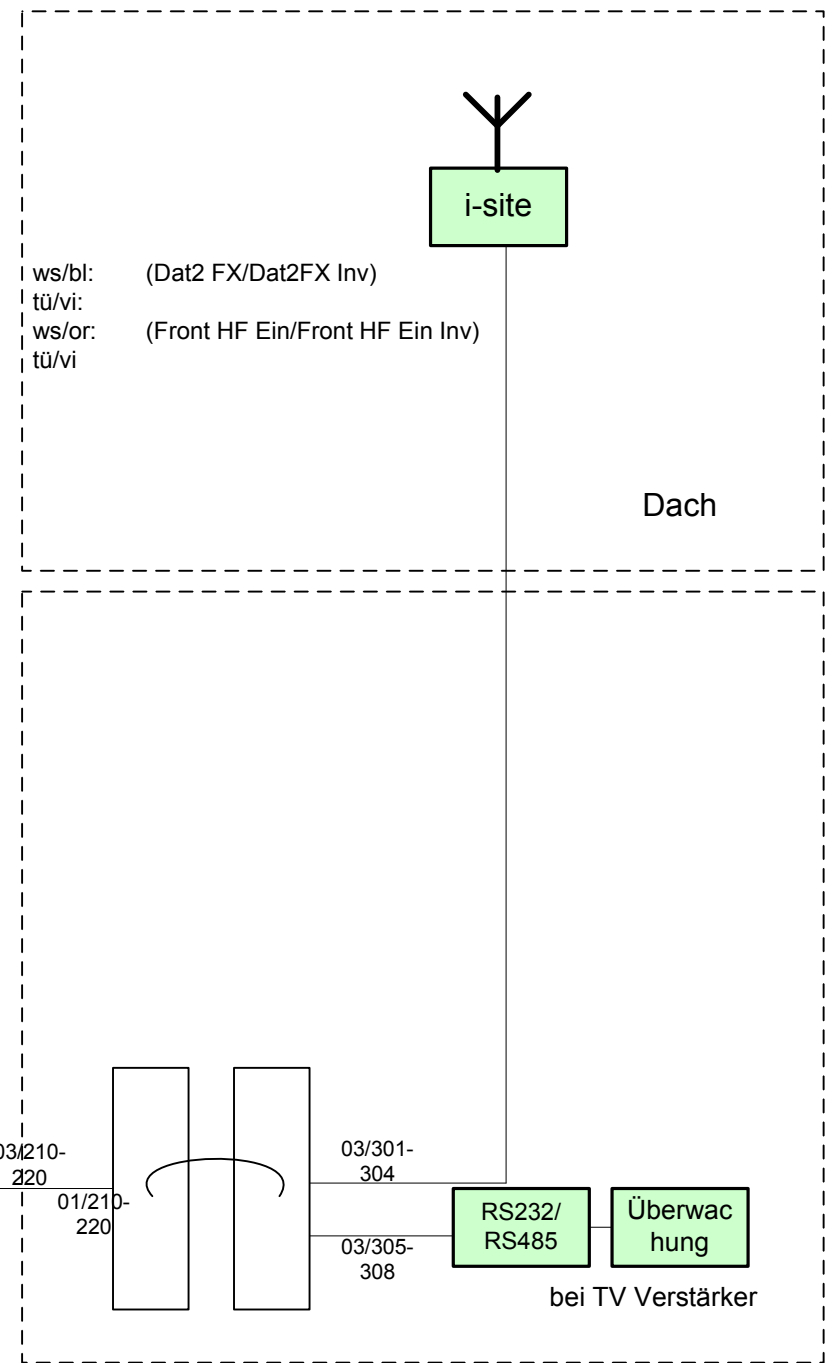 i-site
ws/bl: (Dat2 FX/Dat2FX Inv)
tü/vi:
ws/or: (Front HF Ein/Front HF Ein Inv)
tü/vi
Dach
03/210-
220
01/210-
220
03/301-
304
03/305-
308
RS232/
RS485
Überwac
hung
bei TV Verstärker